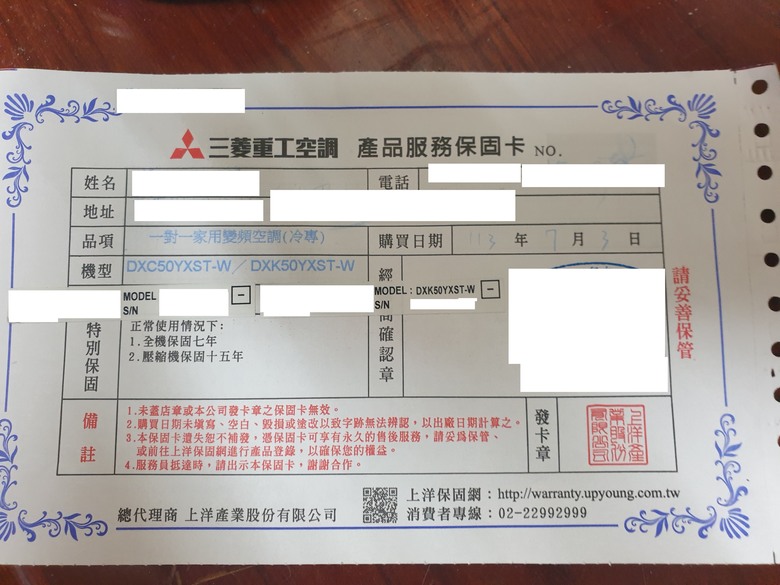 三菱重工空調 產品服務保固卡 NO.
姓名 電話
地址
品項 一對一家用變頻空調(冷專) 購買日期 113 年 7 月 3 日
機型 DXC50YXST-W／DXK50YXST-W
MODEL
S/N
MODEL : DXK50YXST-W
S/N
經 商確認章
特別保固
正常使用情況下:
1.全機保固七年
2.壓縮機保固十五年
請妥善保管
備註
1.未蓋店章或本公司發卡章之保固卡無效。
2.購買日期未填寫、空白、毀損或塗改以致字跡無法辨認，以出廠日期計算之。
3.本保固卡遺失恕不補發，憑保固卡可享有永久的售後服務，請妥為保管、
或前往上洋保固網進行產品登錄，以確保您的權益。
4.服務員抵達時，請出示本保固卡，謝謝合作。
發卡章
上洋產業股份有限公司
總代理商 上洋產業股份有限公司
上洋保固網：http://warranty.upyoung.com.tw
消費者專線：02-22992999